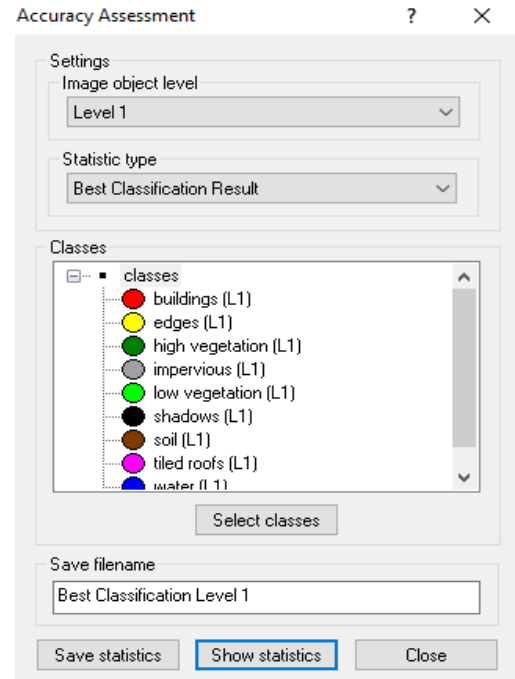 Accuracy Assessment ? ×
Settings
Image object level
Level 1
Statistic type
Best Classification Result
Classes
classes
buildings (L1)
edges (L1)
high vegetation (L1)
impervious (L1)
low vegetation (L1)
shadows (L1)
soil (L1)
tiled roofs (L1)
water (L1)
Select classes
Save filename
Best Classification Level 1
Save statistics Show statistics Close